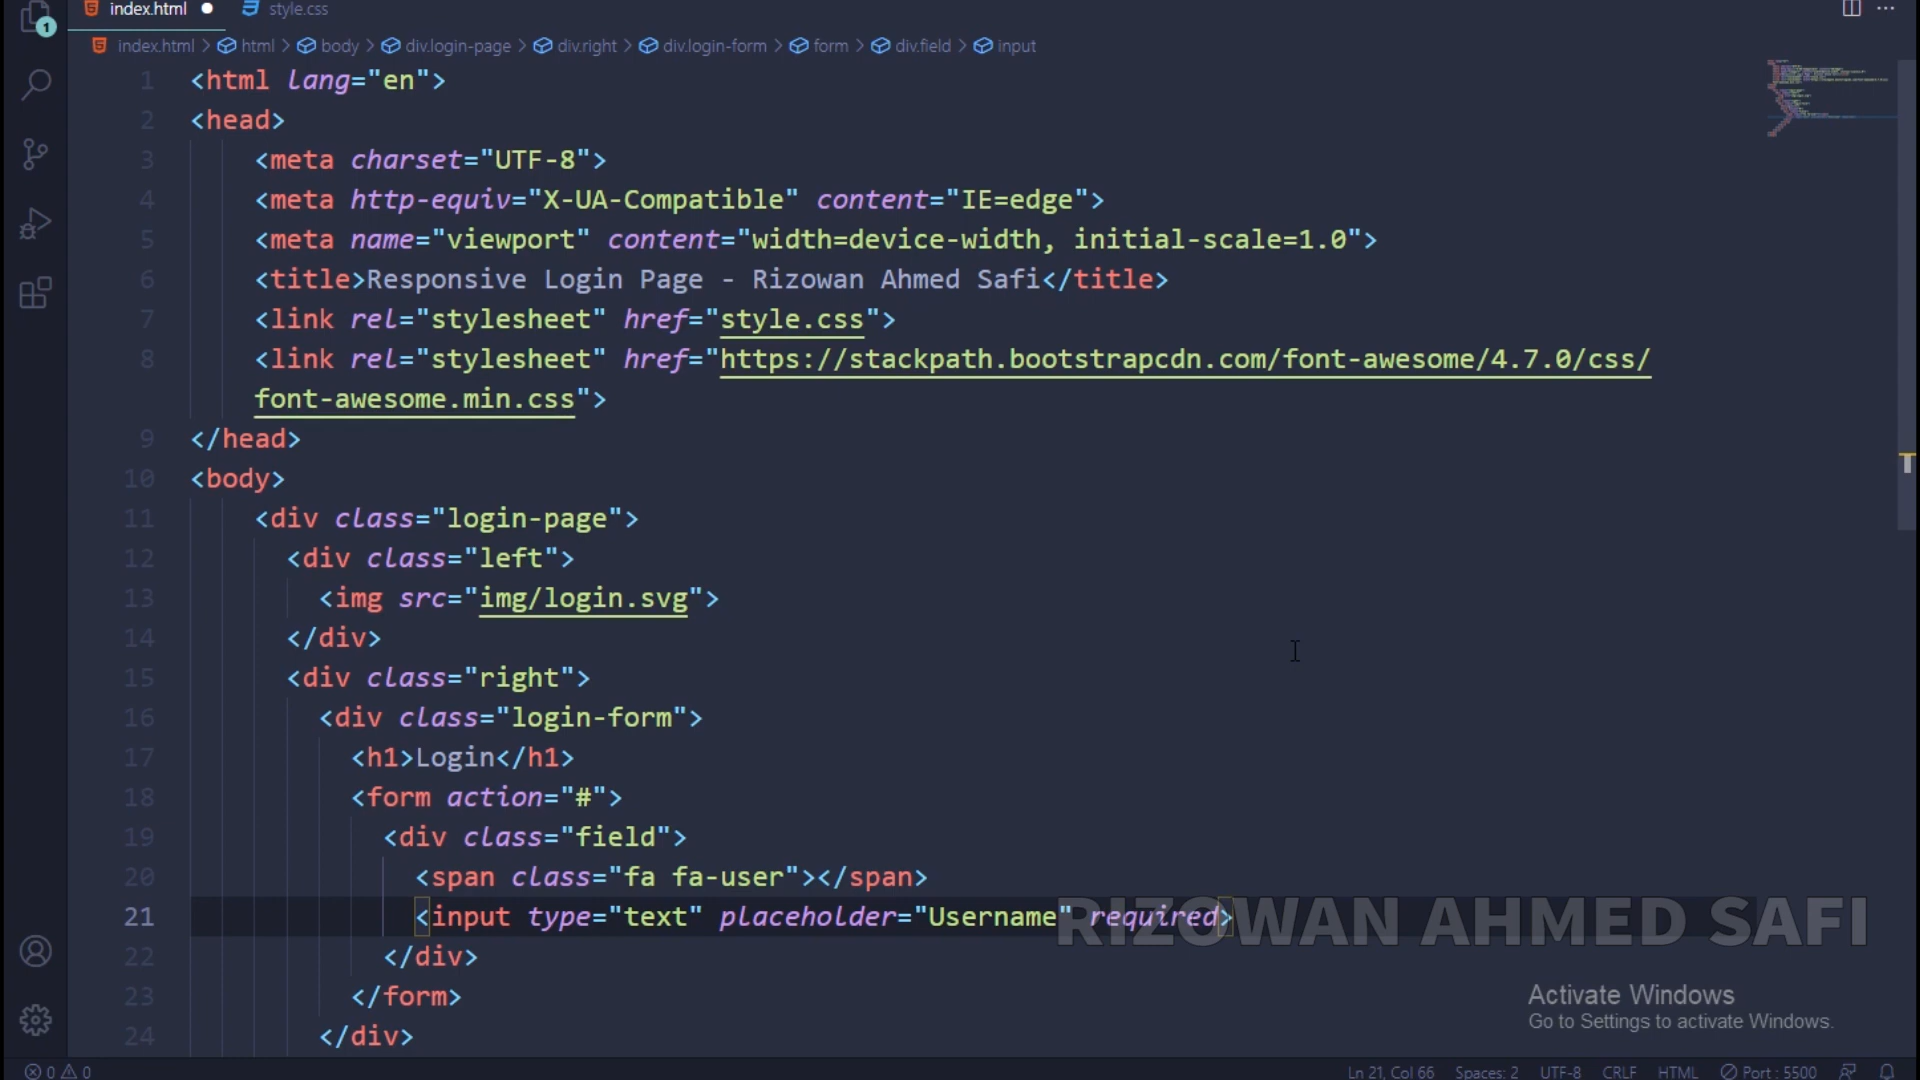 index.html
style.css
1
index.html > html > body > div.login-page > div.right > div.login-form > form > div.field > input
1 <html lang="en">
2 <head>
3 <meta charset="UTF-8">
4 <meta http-equiv="X-UA-Compatible" content="IE=edge">
5 <meta name="viewport" content="width=device-width, initial-scale=1.0">
6 <title>Responsive Login Page - Rizowan Ahmed Safi</title>
7 <link rel="stylesheet" href="style.css">
8 <link rel="stylesheet" href="https://stackpath.bootstrapcdn.com/font-awesome/4.7.0/css/
font-awesome.min.css">
9 </head>
10 <body>
11 <div class="login-page">
12 <div class="left">
13 <img src="img/login.svg">
14 </div>
15 <div class="right">
16 <div class="login-form">
17 <h1>Login</h1>
18 <form action="#">
19 <div class="field">
20 <span class="fa fa-user"></span>
21 <input type="text" placeholder="Username" required>
RIZOWAN AHMED SAFI
22 </div>
23 </form>
24 </div>
Activate Windows
Go to Settings to activate Windows.
0 0 Ln 21, Col 66 Spaces: 2 UTF-8 CRLF HTML Port : 5500